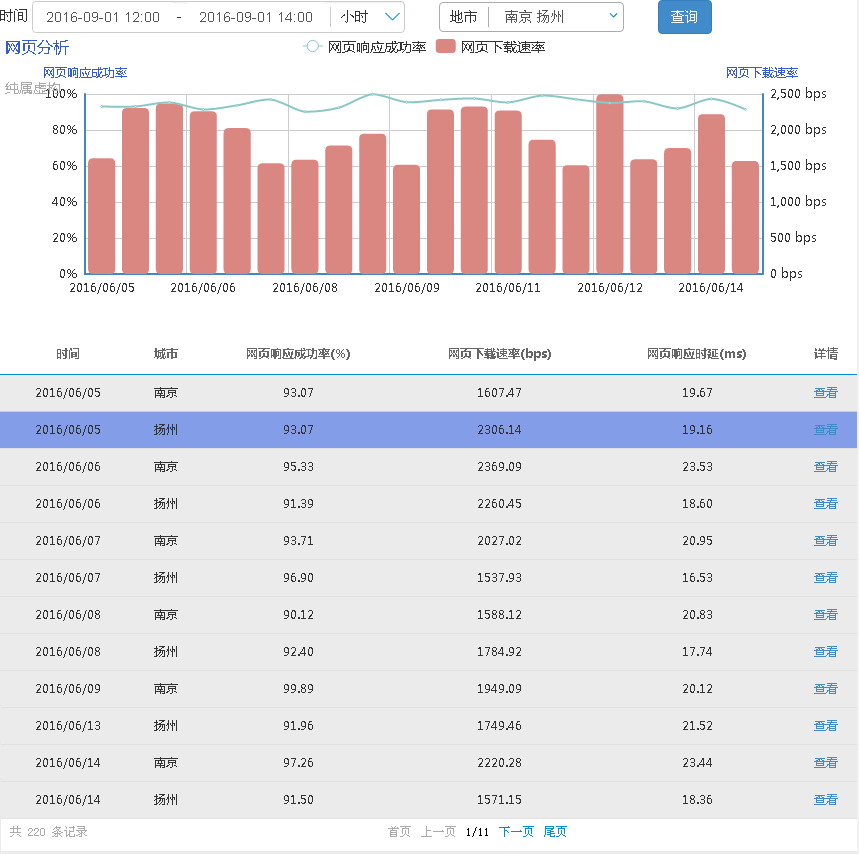 时间 2016-09-01 12:00 - 2016-09-01 14:00 小时 地市 南京 扬州 查询
网页分析 网页响应成功率 网页下载速率
网页响应成功率 网页下载速率
纯属虚构
100% 2,500 bps
80% 2,000 bps
60% 1,500 bps
40% 1,000 bps
20% 500 bps
0% 0 bps
2016/06/05 2016/06/06 2016/06/08 2016/06/09 2016/06/11 2016/06/12 2016/06/14
时间 城市 网页响应成功率(%) 网页下载速率(bps) 网页响应时延(ms) 详情
2016/06/05 南京 93.07 1607.47 19.67 查看
2016/06/05 扬州 93.07 2306.14 19.16 查看
2016/06/06 南京 95.33 2369.09 23.53 查看
2016/06/06 扬州 91.39 2260.45 18.60 查看
2016/06/07 南京 93.71 2027.02 20.95 查看
2016/06/07 扬州 96.90 1537.93 16.53 查看
2016/06/08 南京 90.12 1588.12 20.83 查看
2016/06/08 扬州 92.40 1784.92 17.74 查看
2016/06/09 南京 99.89 1949.09 20.12 查看
2016/06/13 扬州 91.96 1749.46 21.52 查看
2016/06/14 南京 97.26 2220.28 23.44 查看
2016/06/14 扬州 91.50 1571.15 18.36 查看
共 220 条记录 首页 上一页 1/11 下一页 尾页